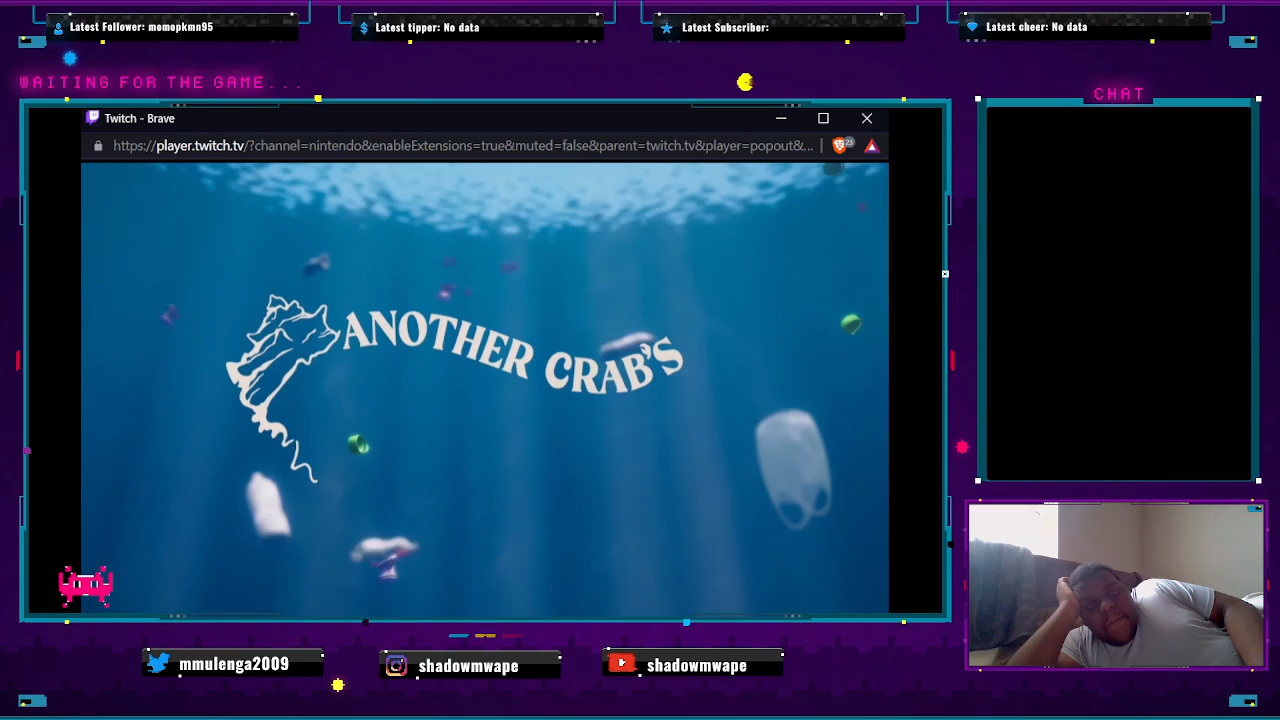 Latest Follower: momopkmn95
Latest tipper: No data
Latest Subscriber:
Latest cheer: No data
WAITING FOR THE GAME...
CHAT
Twitch - Brave
https://player.twitch.tv/?channel=nintendo&enableExtensions=true&muted=false&parent=twitch.tv&player=popout&...
23
ANOTHER CRAB'S
mmulenga2009
shadowmwape
shadowmwape